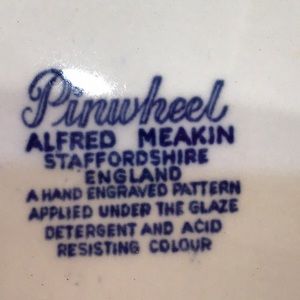 Pinwheel
ALFRED MEAKIN
STAFFORDSHIRE
ENGLAND
A HAND ENGRAVED PATTERN
APPLIED UNDER THE GLAZE
DETERGENT AND ACID
RESISTING COLOUR